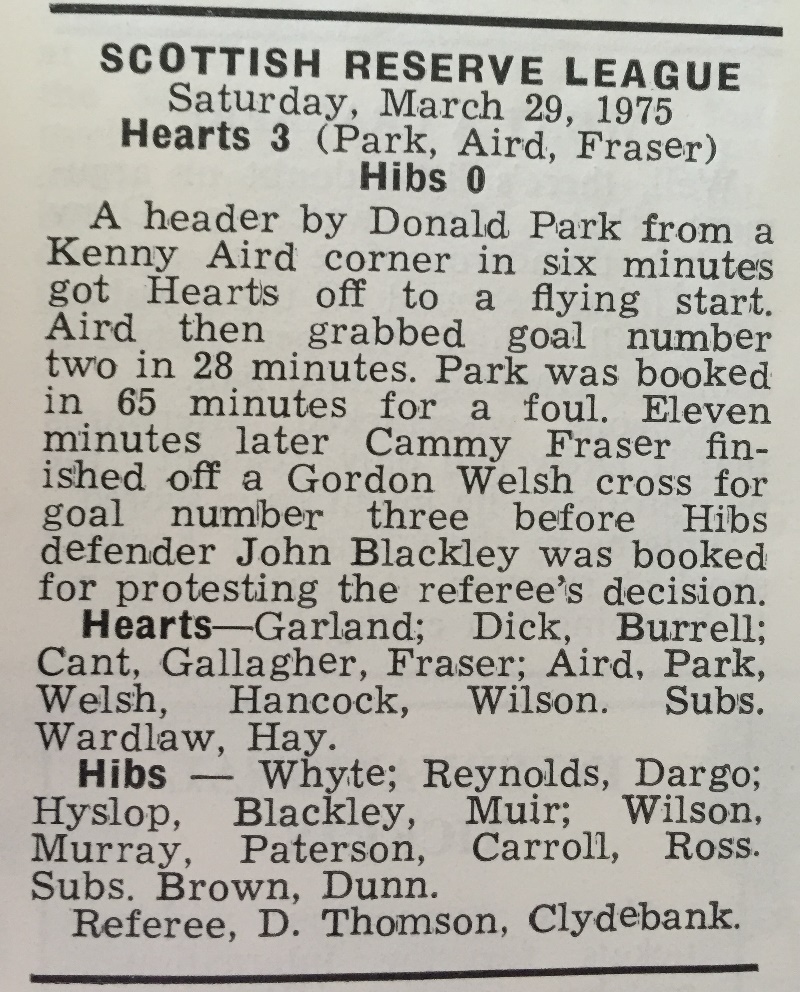 SCOTTISH RESERVE LEAGUE
Saturday, March 29, 1975
Hearts 3 (Park, Aird, Fraser)
Hibs 0
A header by Donald Park from a
Kenny Aird corner in six minutes
got Hearts off to a flying start.
Aird then grabbed goal number
two in 28 minutes. Park was booked
in 65 minutes for a foul. Eleven
minutes later Cammy Fraser fin-
ished off a Gordon Welsh cross for
goal number three before Hibs
defender John Blackley was booked
for protesting the referee's decision.
Hearts—Garland; Dick, Burrell;
Cant, Gallagher, Fraser; Aird, Park,
Welsh, Hancock, Wilson. Subs.
Wardlaw, Hay.
Hibs — Whyte; Reynolds, Dargo;
Hyslop, Blackley, Muir; Wilson,
Murray, Paterson, Carroll, Ross.
Subs. Brown, Dunn.
Referee, D. Thomson, Clydebank.